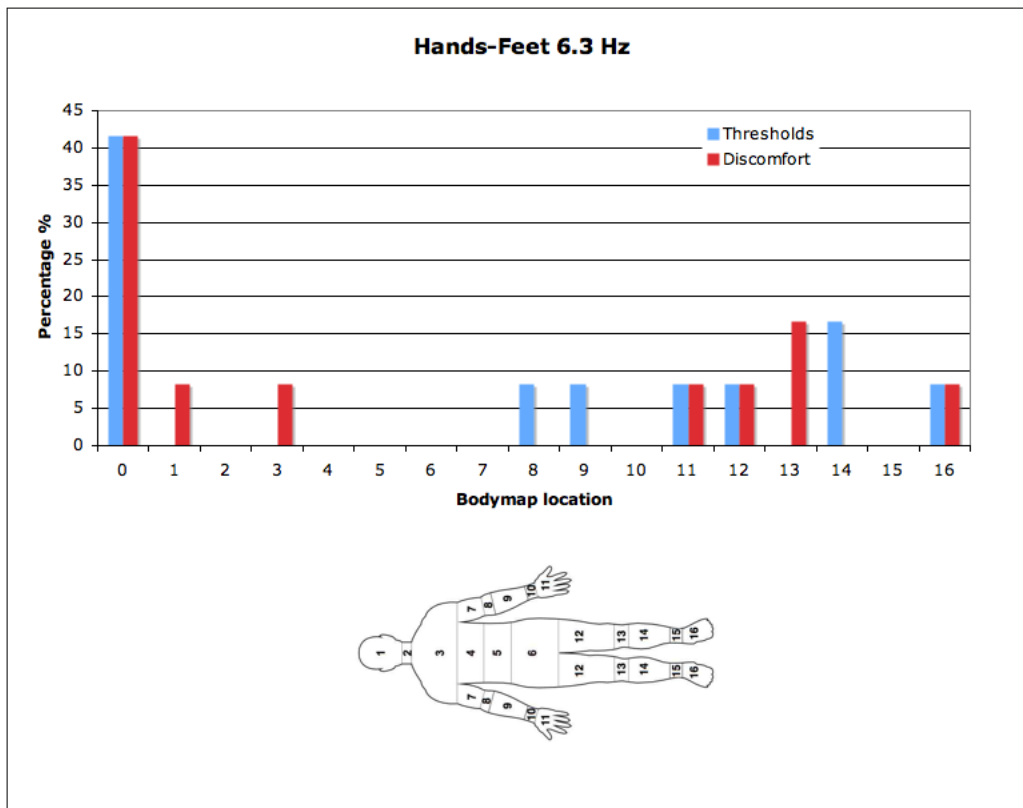 Hands-Feet 6.3 Hz
45
40
35
30
25
20
15
10
5
0
Percentage %
Thresholds
Discomfort
0 1 2 3 4 5 6 7 8 9 10 11 12 13 14 15 16
Bodymap location
7 8 9 10 11
1 2 3 4 5 6 12 13 14 15 16
12 13 14 15 16
7 8 9 10 11